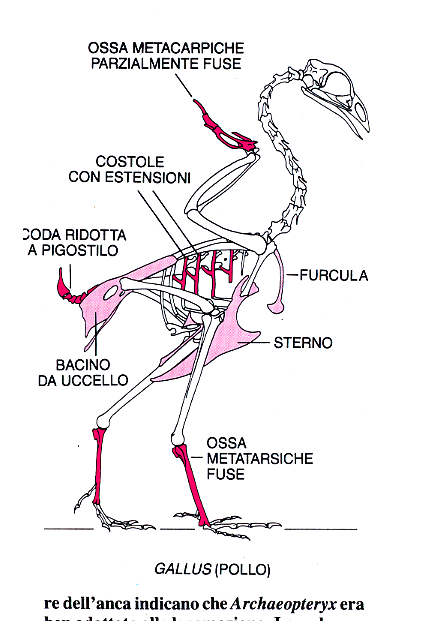 OSSA METACARPICHE
PARZIALMENTE FUSE
COSTOLE
CON ESTENSIONI
CODA RIDOTTA
A PIGOSTILO
FURCULA
STERNO
BACINO
DA UCCELLO
OSSA
METATARSICHE
FUSE
GALLUS (POLLO)
re dell'anca indicano che Archaeopteryx era